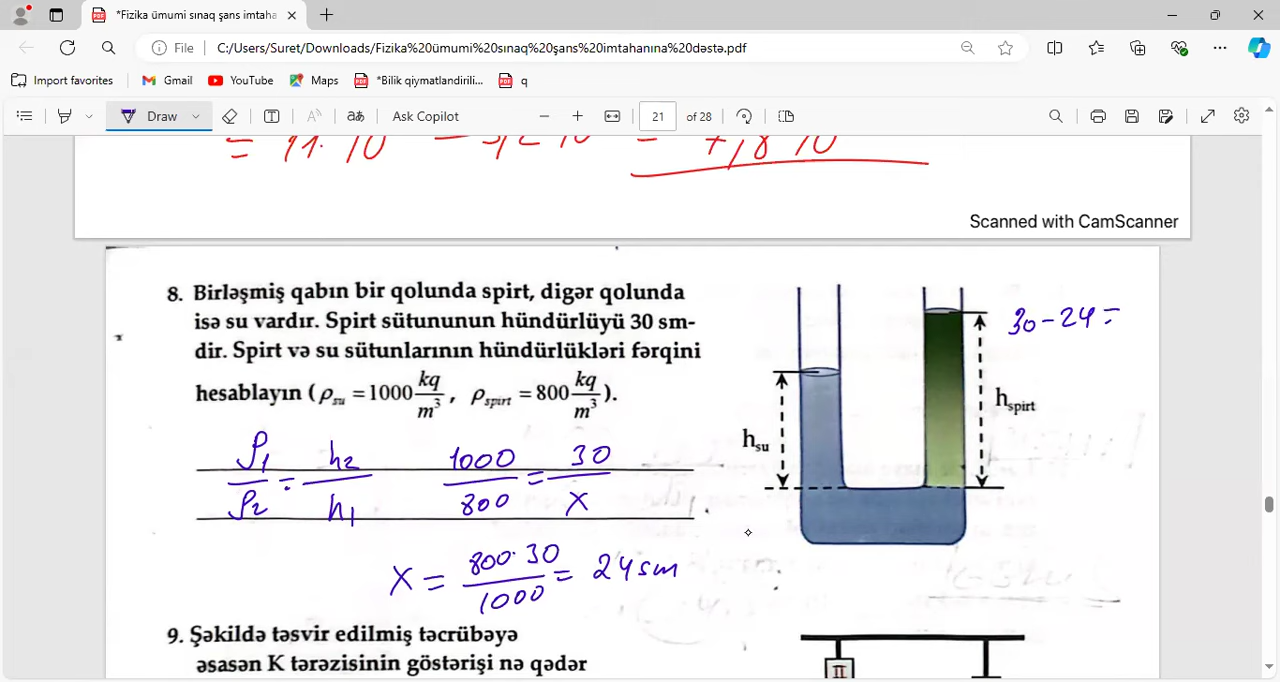 *Fizika ümumi sınaq şans imtaha
File
C:/Users/Suret/Downloads/Fizika%20ümumi%20sınaq%20şans%20imtahanına%20dəstə.pdf
Import favorites
Gmail
YouTube
Maps
*Bilik qiymatlandirili...
q
Draw
Ask Copilot
21
of 28
Scanned with CamScanner
8. Birləşmiş qabın bir qolunda spirt, digər qolunda
isə su vardır. Spirt sütununun hündürlüyü 30 sm-
dir. Spirt və su sütunlarının hündürlükləri fərqini
hesablayın ( ρsu = 1000 kq/m³ , ρspirt = 800 kq/m³ ).
30-24=
hspirt
hsu
ρ1/ρ2 = h2/h1
1000/800 = 30/X
X = 800·30/1000 = 24sm
9. Şəkildə təsvir edilmiş təcrübəyə
əsasən K tərəzisinin göstərişi nə qədər
II